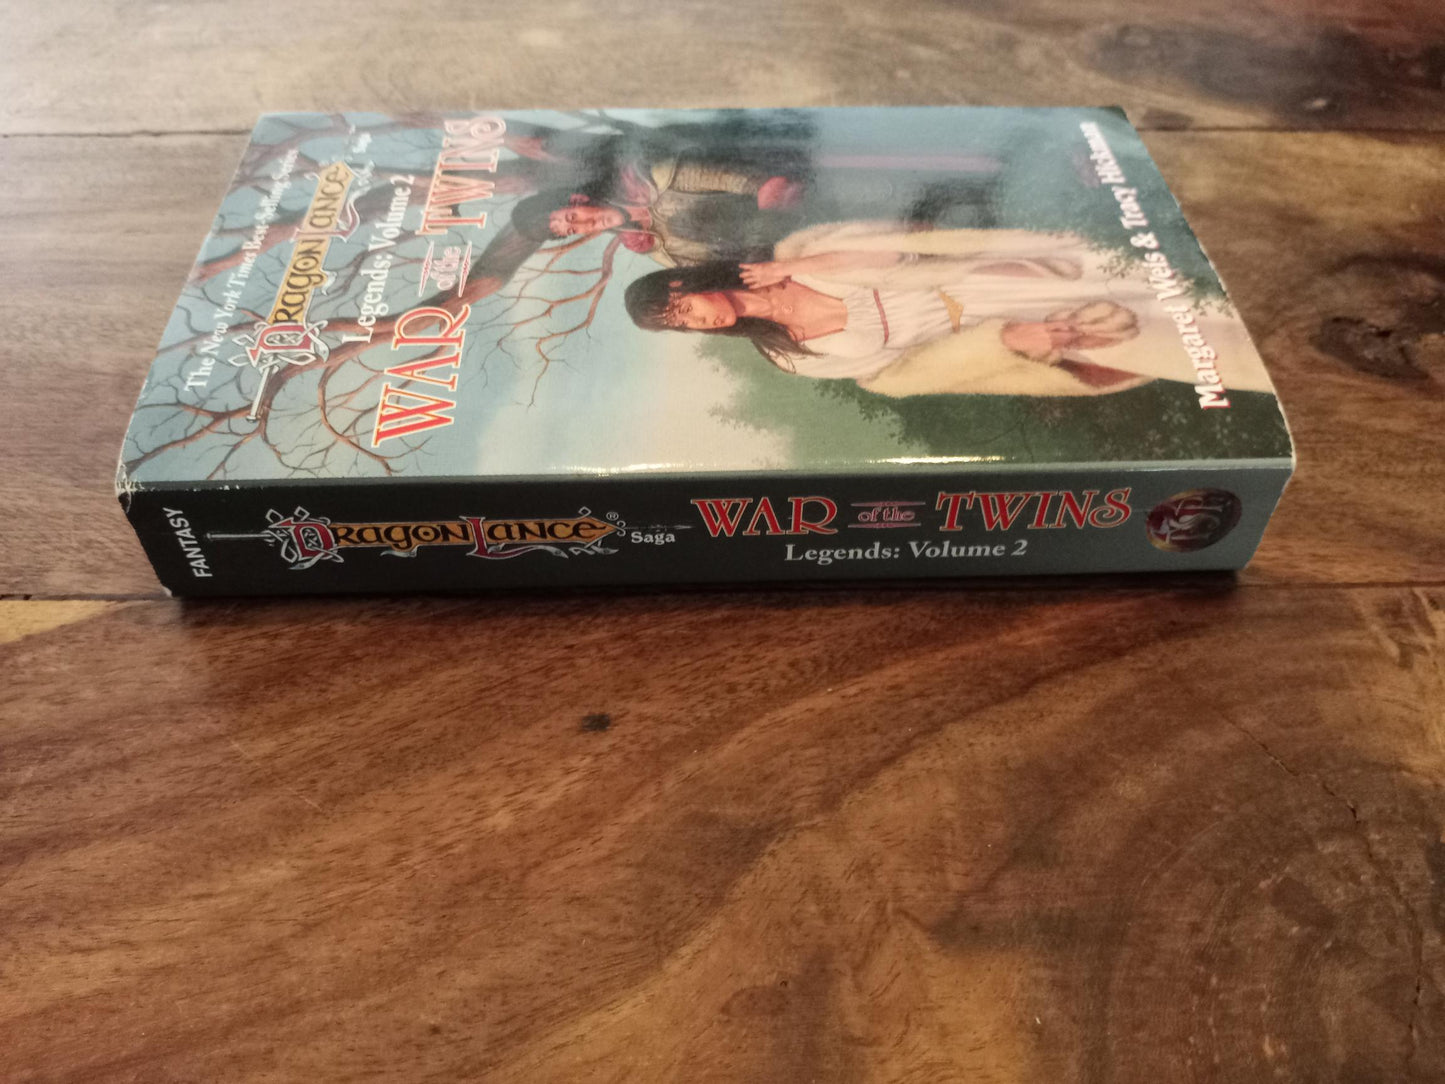 The New York Times Best-Selling Series
DRAGONLANCE
Saga
Legends: Volume 2
WAR of the TWINS
Margaret Weis & Tracy Hickman
FANTASY
DRAGONLANCE®
Saga
WAR of the TWINS
Legends: Volume 2
TSR